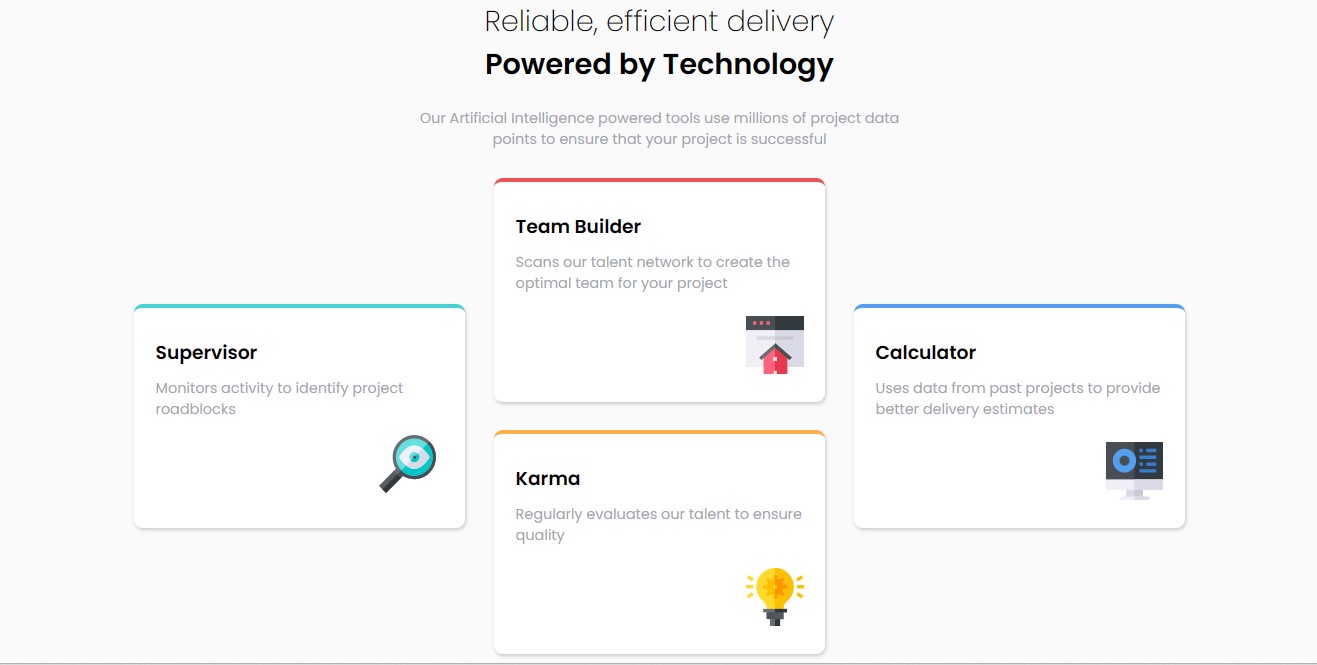 Reliable, efficient delivery
Powered by Technology
Our Artificial Intelligence powered tools use millions of project data
points to ensure that your project is successful
Supervisor
Monitors activity to identify project
roadblocks
Team Builder
Scans our talent network to create the
optimal team for your project
Karma
Regularly evaluates our talent to ensure
quality
Calculator
Uses data from past projects to provide
better delivery estimates